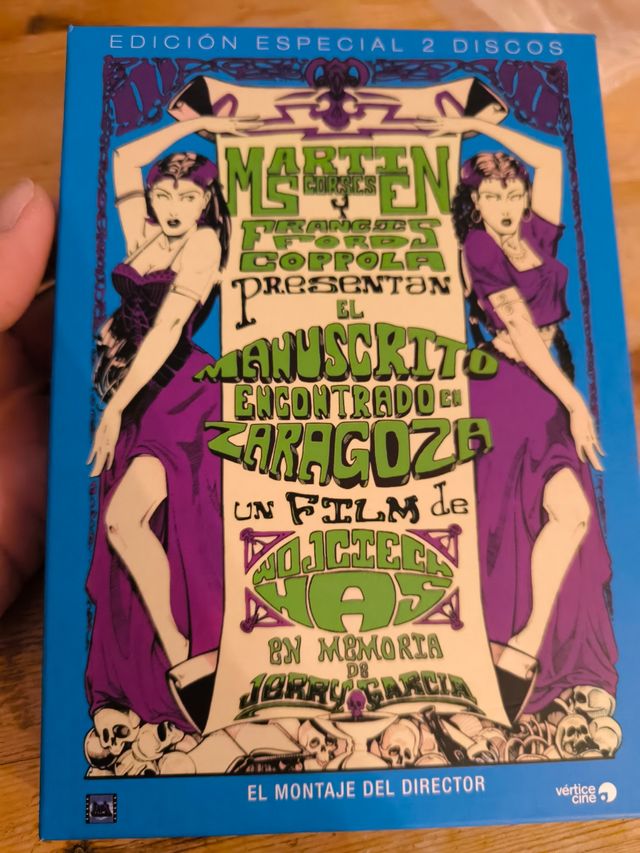 EDICIÓN ESPECIAL 2 DISCOS
MARTIN
SCORSESE
Y
FRANCIS
FORD
COPPOLA
PRESENTAN
EL
MANUSCRITO
ENCONTRADO EN
ZARAGOZA
UN FILM de
WOJCIECH
HAS
EN MEMORIA
DE
JERRY GARCIA
EL MONTAJE DEL DIRECTOR
vértice
cine